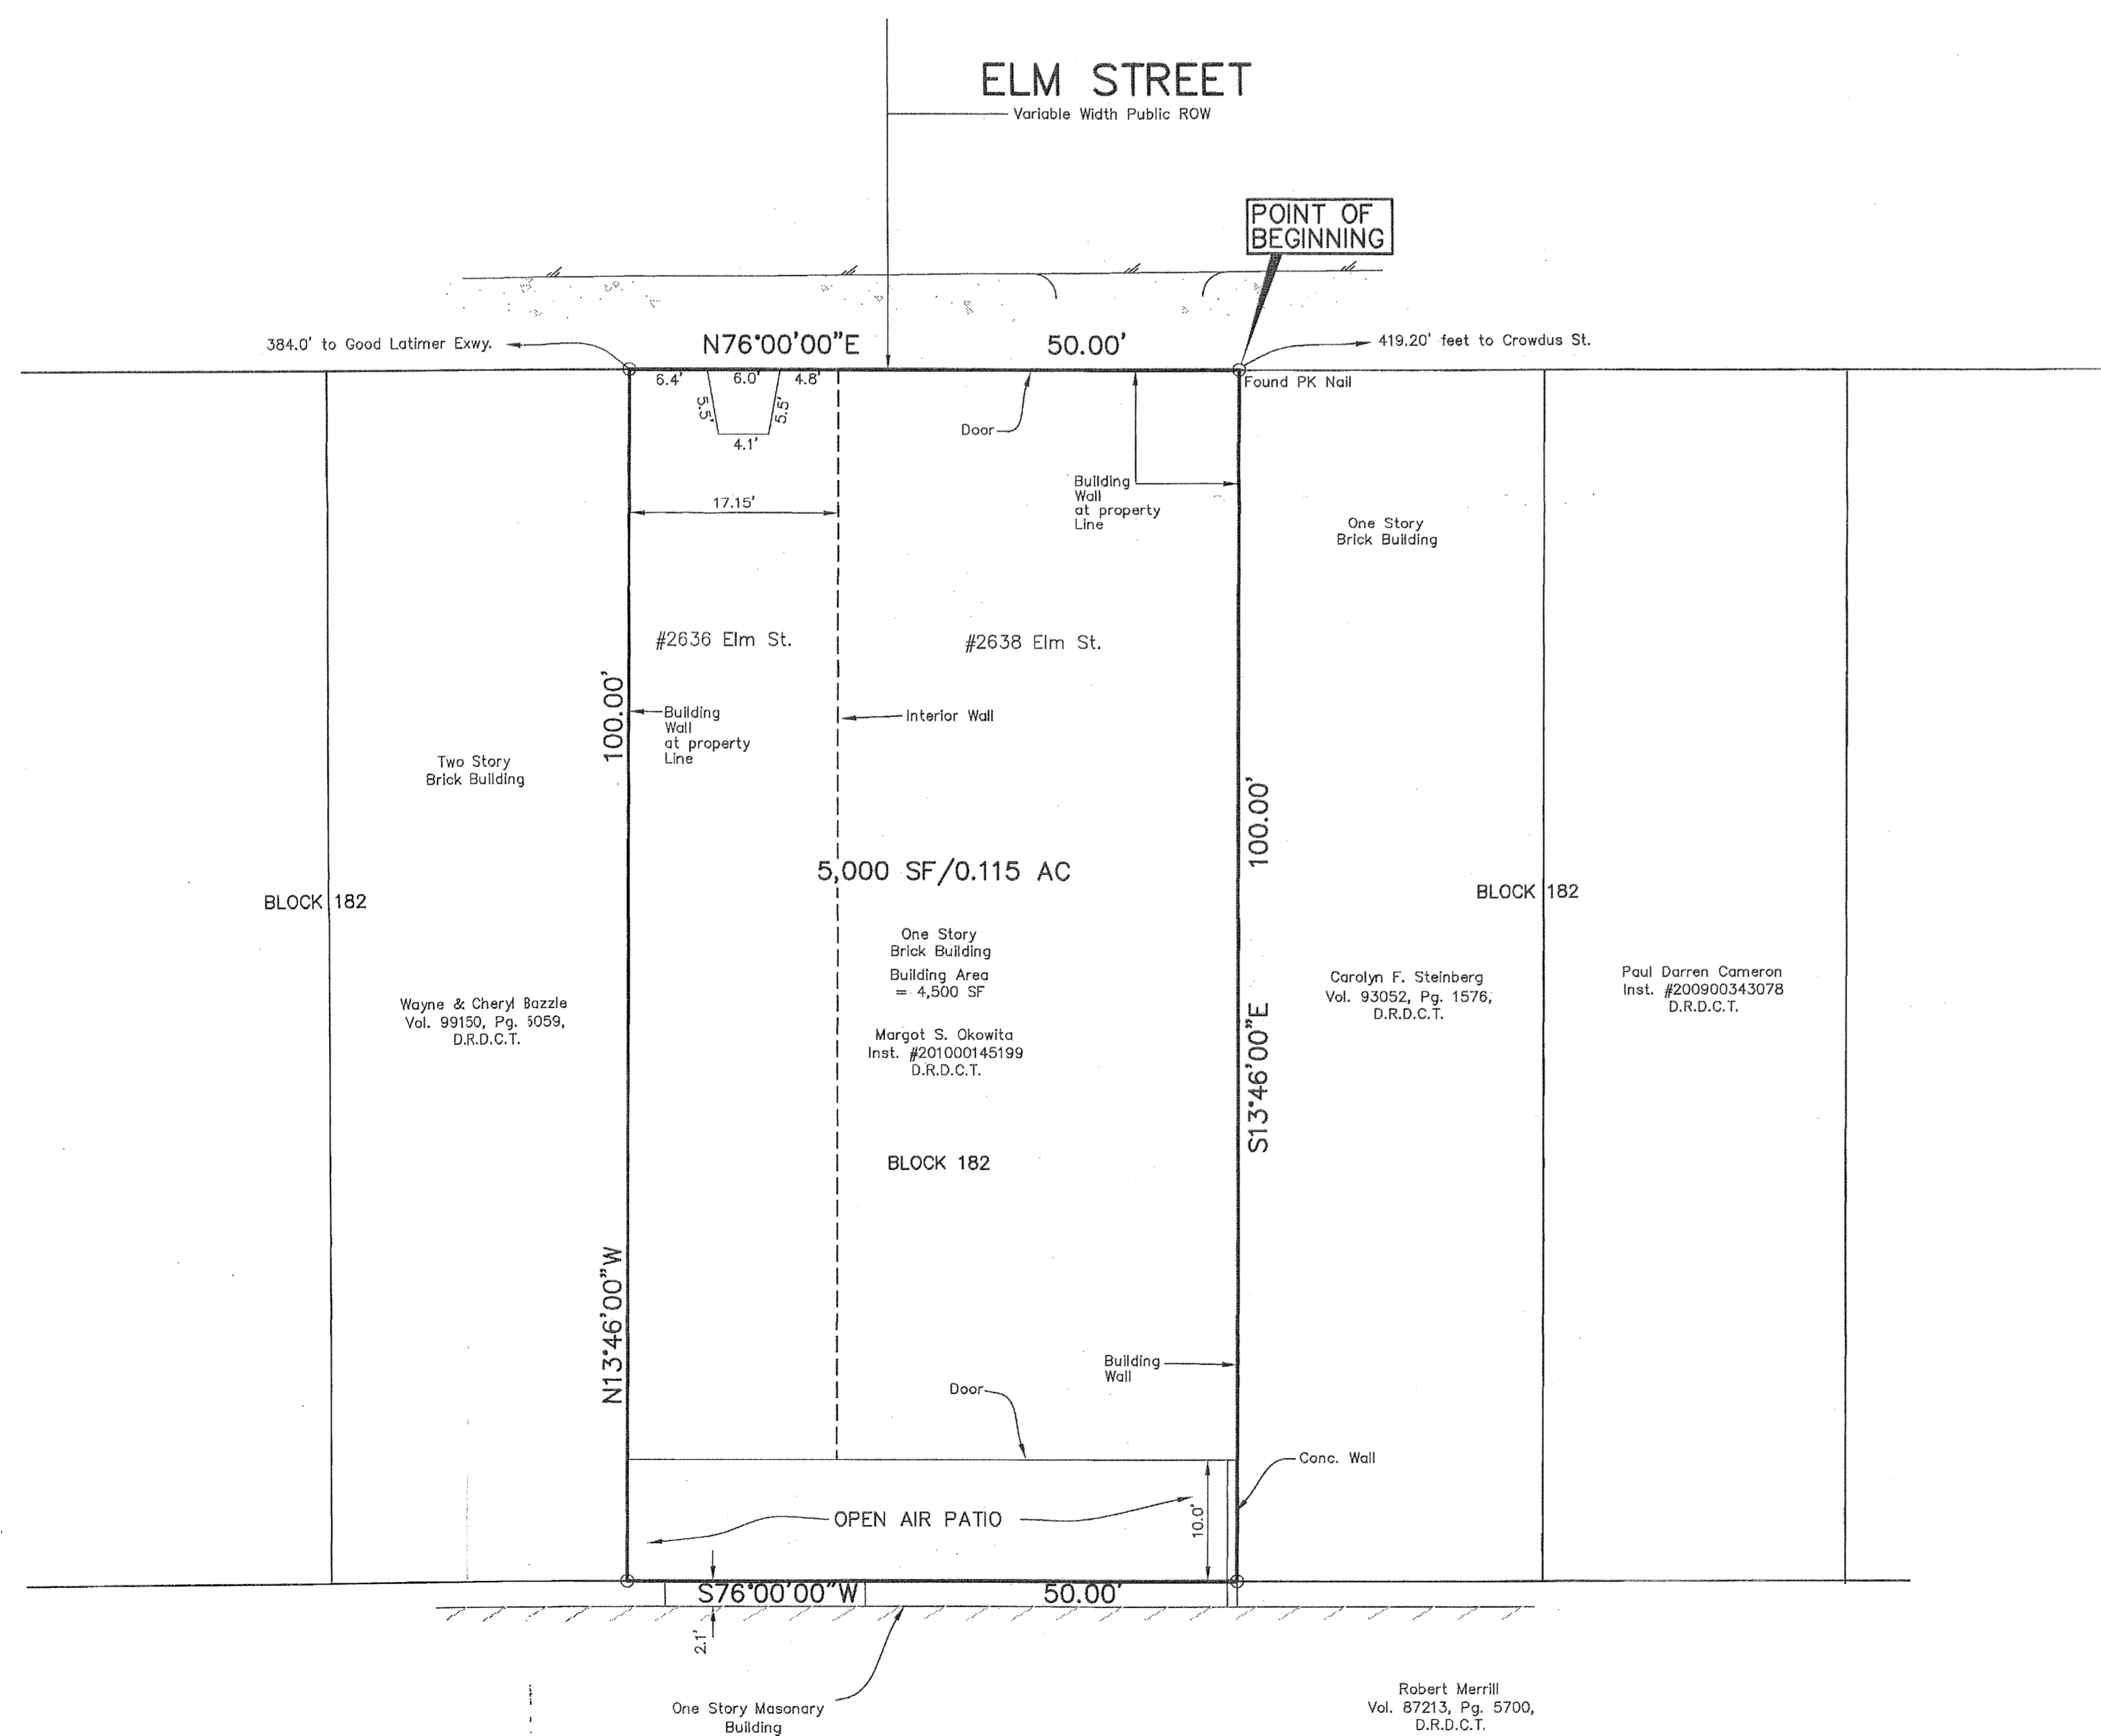 ELM STREET
Variable Width Public ROW
POINT OF
BEGINNING
384.0' to Good Latimer Exwy.
N76°00'00"E
50.00'
419.20' feet to Crowdus St.
6.4'
6.0'
4.8'
Found PK Nail
5.5'
5.5'
4.1'
Door
17.15'
Building
Wall
at property
Line
One Story
Brick Building
#2636 Elm St.
#2638 Elm St.
100.00'
Building
Wall
at property
Line
Interior Wall
Two Story
Brick Building
100.00'
5,000 SF/0.115 AC
BLOCK 182
BLOCK 182
One Story
Brick Building
Building Area
= 4,500 SF
Wayne & Cheryl Bazzle
Vol. 99150, Pg.
D.R.D.C.T.
Margot S. Okowita
Inst. #201000145199
D.R.D.C.T.
Carolyn F. Steinberg
Vol. 93052, Pg. 1576,
D.R.D.C.T.
Paul Darren Cameron
Inst. #200900343078
D.R.D.C.T.
S13°46'00"E
BLOCK 182
N13°46'00"W
Building
Wall
Door
Conc. Wall
OPEN AIR PATIO
10.0'
S76°00'00"W
50.00'
2.1'
One Story Masonary
Building
Robert Merrill
Vol. 87213, Pg. 5700,
D.R.D.C.T.